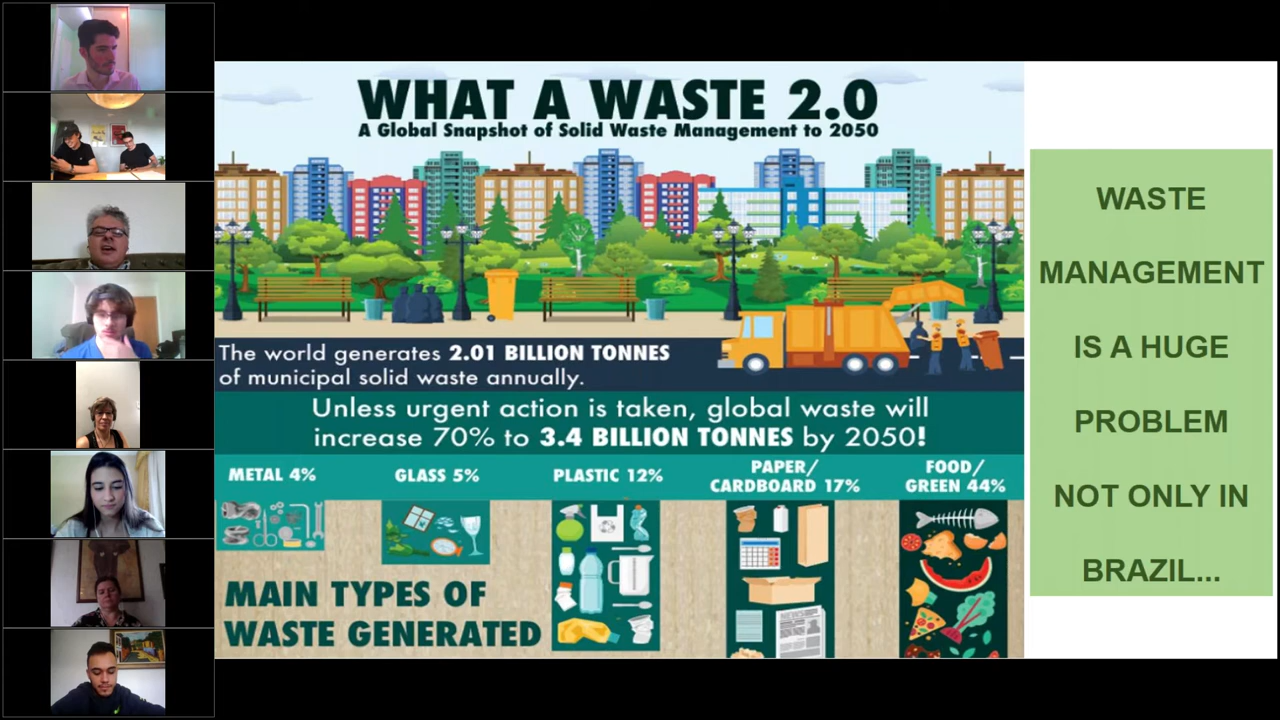 WHAT A WASTE 2.0
A Global Snapshot of Solid Waste Management to 2050
The world generates 2.01 BILLION TONNES
of municipal solid waste annually.
Unless urgent action is taken, global waste will
increase 70% to 3.4 BILLION TONNES by 2050!
METAL 4%
GLASS 5%
PLASTIC 12%
PAPER/
CARDBOARD 17%
FOOD/
GREEN 44%
MAIN TYPES OF
WASTE GENERATED
WASTE
MANAGEMENT
IS A HUGE
PROBLEM
NOT ONLY IN
BRAZIL...